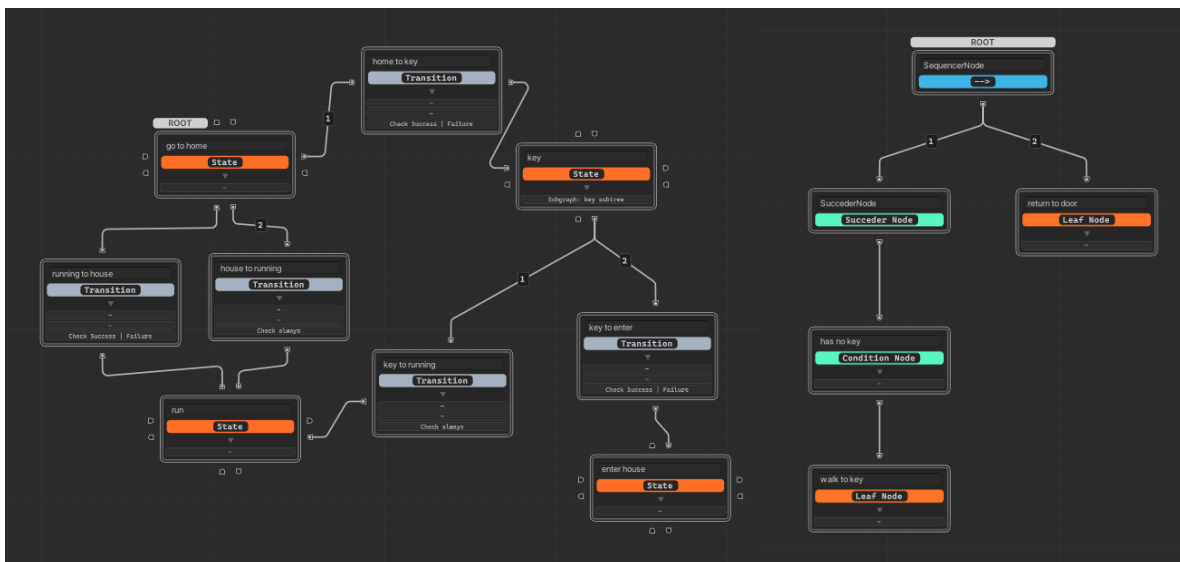 home to key
Transition
-
-
Check Success | Failure
1
ROOT
go to home
State
-
key
State
Subgraph: key subtree
2
running to house
Transition
-
-
Check Success | Failure
house to running
Transition
-
-
Check always
1
2
key to enter
Transition
-
-
Check Success | Failure
key to running
Transition
-
-
Check always
run
State
-
enter house
State
-
ROOT
SequencerNode
-->
1
2
SuccederNode
Succeder Node
return to door
Leaf Node
-
has no key
Condition Node
-
walk to key
Leaf Node
-